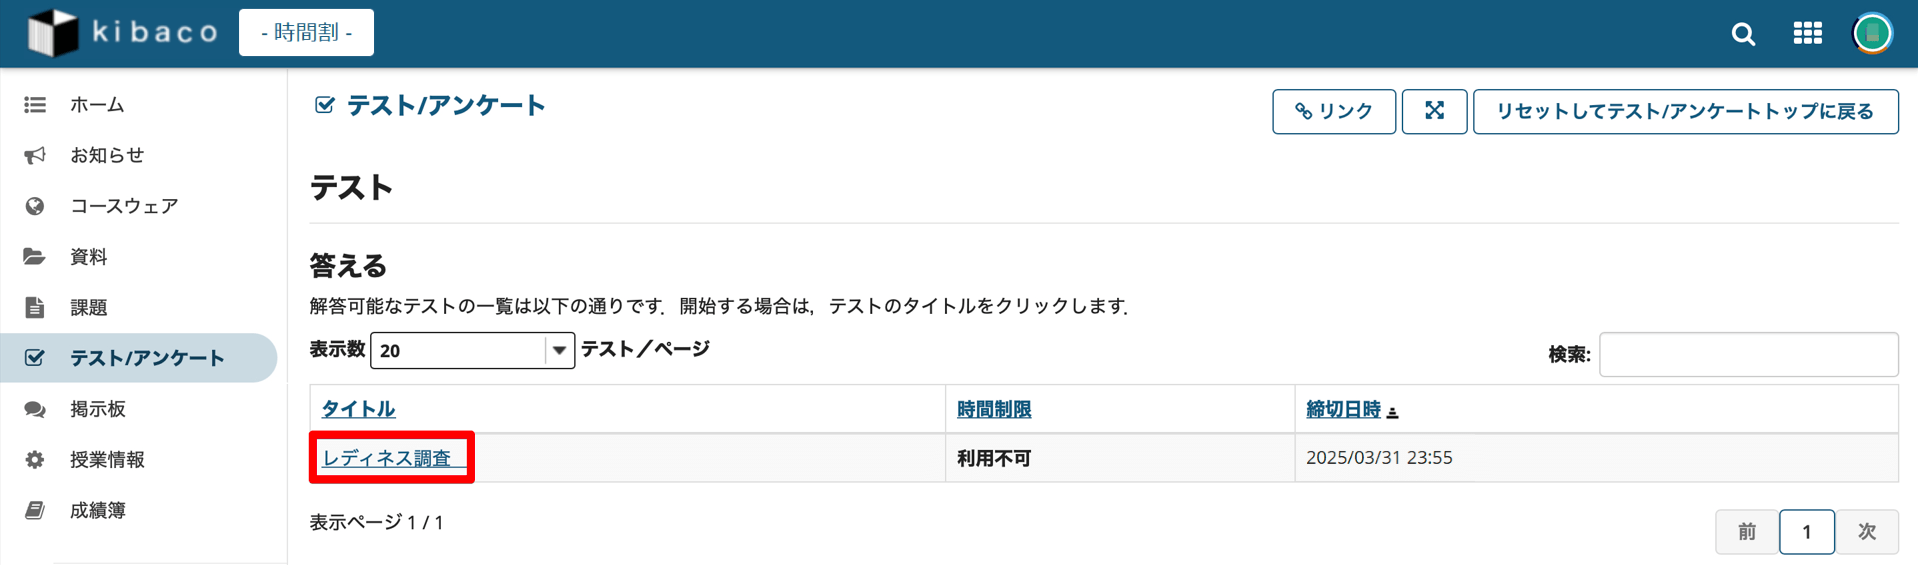 kibaco
- 時間割 -
ホーム
お知らせ
コースウェア
資料
課題
テスト/アンケート
掲示板
授業情報
成績簿
テスト/アンケート
リンク
リセットしてテスト/アンケートトップに戻る
テスト
答える
解答可能なテストの一覧は以下の通りです．開始する場合は，テストのタイトルをクリックします．
表示数 20 テスト／ページ
検索:
タイトル 時間制限 締切日時
レディネス調査 利用不可 2025/03/31 23:55
表示ページ 1 / 1
前 1 次